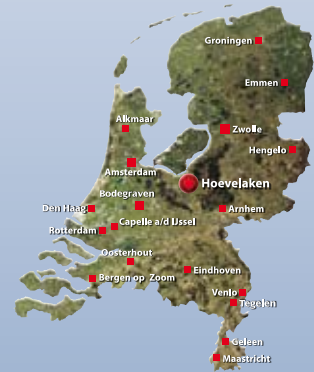 Groningen
Emmen
Alkmaar
Zwolle
Hengelo
Amsterdam
Hoevelaken
Bodegraven
Den Haag
Arnhem
Capelle a/d IJssel
Rotterdam
Oosterhout
Eindhoven
Bergen op Zoom
Venlo
Tegelen
Geleen
Maastricht